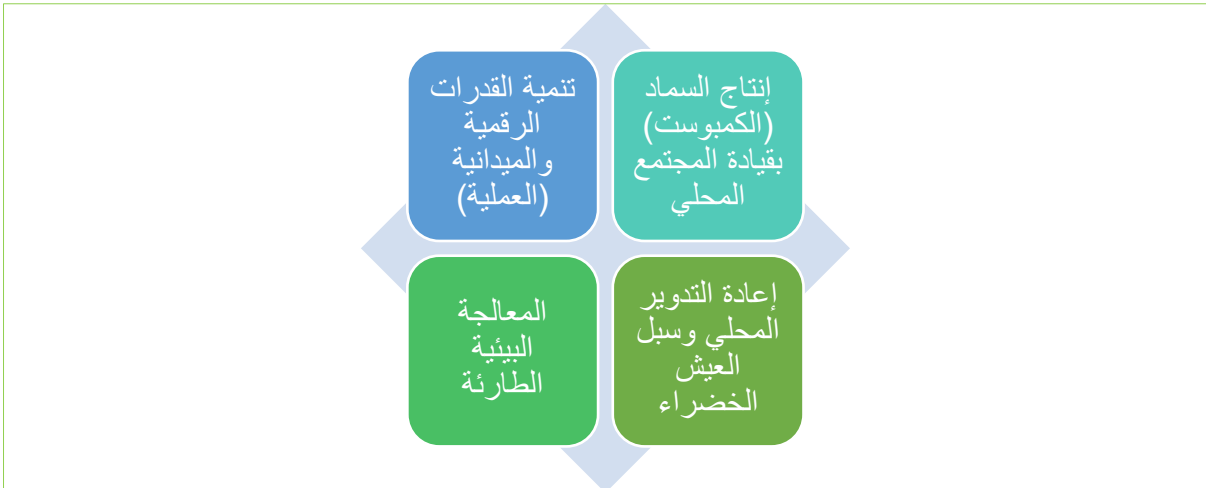 إنتاج السماد
(الكمبوست)
بقيادة المجتمع
المحلي
تنمية القدرات
الرقمية
والميدانية
(العملية)
إعادة التدوير
المحلي وسبل
العيش
الخضراء
المعالجة
البيئية
الطارئة